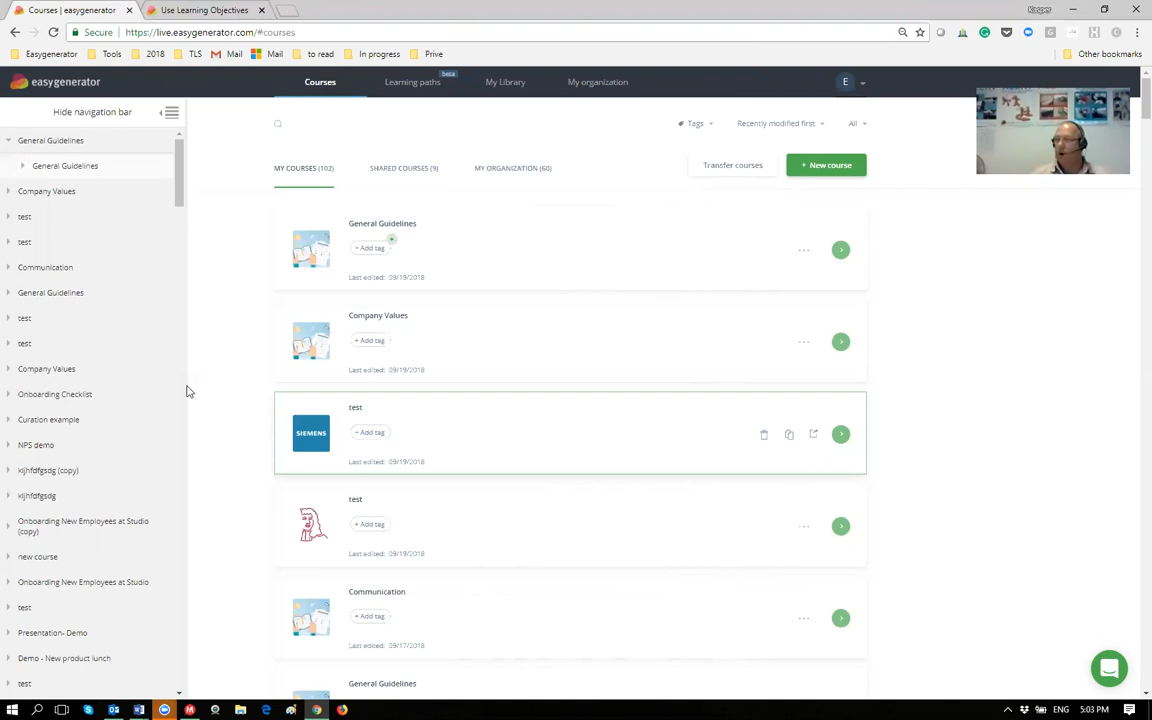 Courses | easygenerator
Use Learning Objectives
Kasper
Secure
https://live.easygenerator.com/#courses
Easygenerator
Tools
2018
TLS
Mail
Mail
to read
In progress
Prive
Other bookmarks
easygenerator
Courses
Learning paths
beta
My Library
My organization
E
Hide navigation bar
General Guidelines
General Guidelines
Company Values
test
test
Communication
General Guidelines
test
test
Company Values
Onboarding Checklist
Curation example
NPS demo
kljhfdfgsdg (copy)
kljhfdfgsdg
Onboarding New Employees at Studio
(copy)
new course
Onboarding New Employees at Studio
test
Presentation- Demo
Demo - New product lunch
test
Tags
Recently modified first
All
MY COURSES (102)
SHARED COURSES (9)
MY ORGANIZATION (60)
Transfer courses
+ New course
General Guidelines
+ Add tag
Last edited: 09/19/2018
Company Values
+ Add tag
Last edited: 09/19/2018
SIEMENS
test
+ Add tag
Last edited: 09/19/2018
test
+ Add tag
Last edited: 09/19/2018
Communication
+ Add tag
Last edited: 09/17/2018
General Guidelines
ENG
5:03 PM